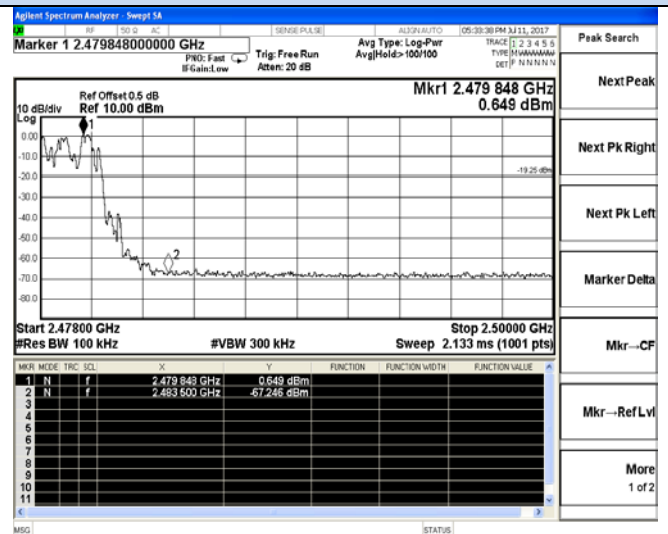 Agilent Spectrum Analyzer - Swept SA
RF 50 Ω AC SENSE:PULSE ALIGN AUTO 05:33:38 PM Jul 11, 2017
Marker 1 2.479848000000 GHz
PNO: Fast
IFGain:Low
Trig: Free Run
Atten: 20 dB
Avg Type: Log-Pwr
Avg|Hold:>100/100
TRACE 1 2 3 4 5 6
TYPE M
DET P N N N N N
Ref Offset 0.5 dB
10 dB/div Ref 10.00 dBm
Log
Mkr1 2.479 848 GHz
0.649 dBm
1
0.00
-10.0
-19.25 dBm
-20.0
-30.0
-40.0
-50.0
2
-60.0
-70.0
-80.0
Start 2.47800 GHz Stop 2.50000 GHz
#Res BW 100 kHz #VBW 300 kHz Sweep 2.133 ms (1001 pts)
MKR MODE TRC SCL X Y FUNCTION FUNCTION WIDTH FUNCTION VALUE
1 N f 2.479 848 GHz 0.649 dBm
2 N f 2.483 500 GHz -67.246 dBm
3
4
5
6
7
8
9
10
11
MSG STATUS
Peak Search
Next Peak
Next Pk Right
Next Pk Left
Marker Delta
Mkr→CF
Mkr→Ref Lvl
More
1 of 2